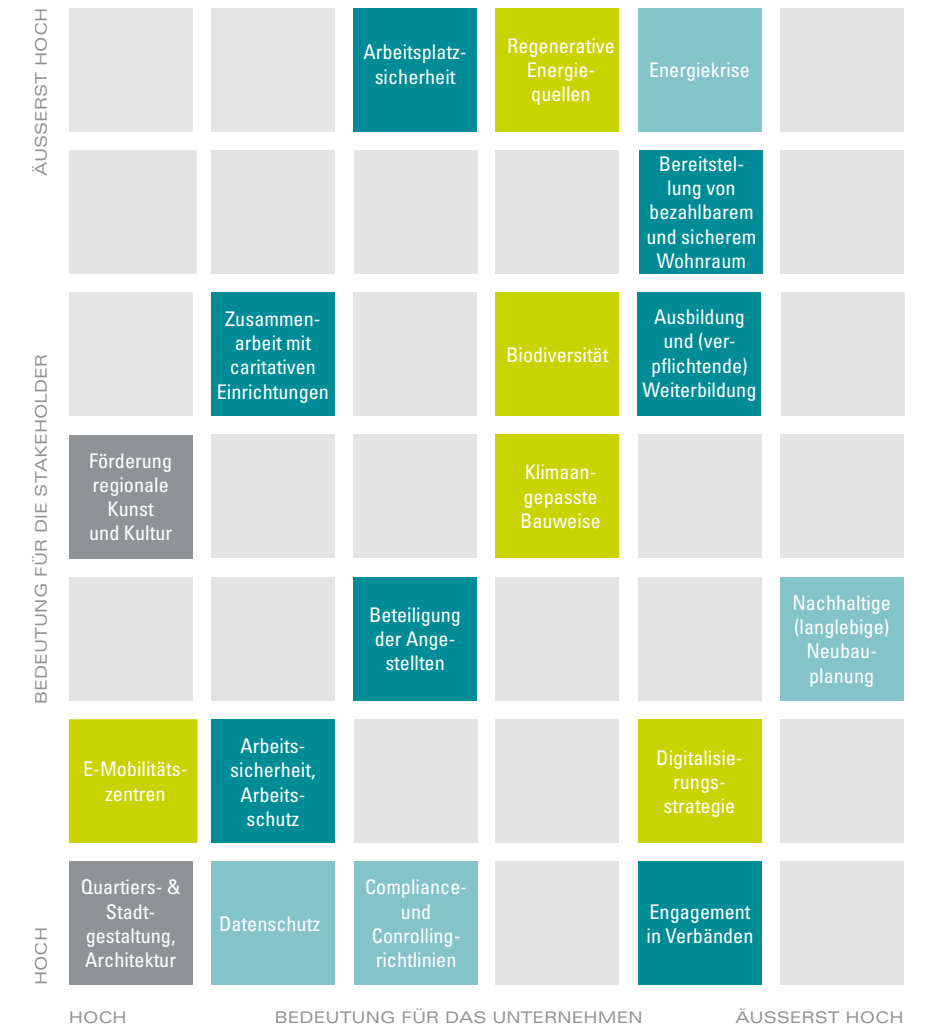 ÄUSSERST HOCH
BEDEUTUNG FÜR DIE STAKEHOLDER
HOCH
Arbeitsplatz-
sicherheit
Regenerative
Energie-
quellen
Energiekrise
Bereitstel-
lung von
bezahlbarem
und sicherem
Wohnraum
Zusammen-
arbeit mit
caritativen
Einrichtungen
Biodiversität
Ausbildung
und (ver-
pflichtende)
Weiterbildung
Förderung
regionale
Kunst
und Kultur
Klimaan-
gepasste
Bauweise
Beteiligung
der Ange-
stellten
Nachhaltige
(langlebige)
Neubau-
planung
E-Mobilitäts-
zentren
Arbeits-
sicherheit,
Arbeits-
schutz
Digitalisie-
rungs-
strategie
Quartiers- &
Stadt-
gestaltung,
Architektur
Datenschutz
Compliance-
und
Conrolling-
richtlinien
Engagement
in Verbänden
HOCH
BEDEUTUNG FÜR DAS UNTERNEHMEN
ÄUSSERST HOCH